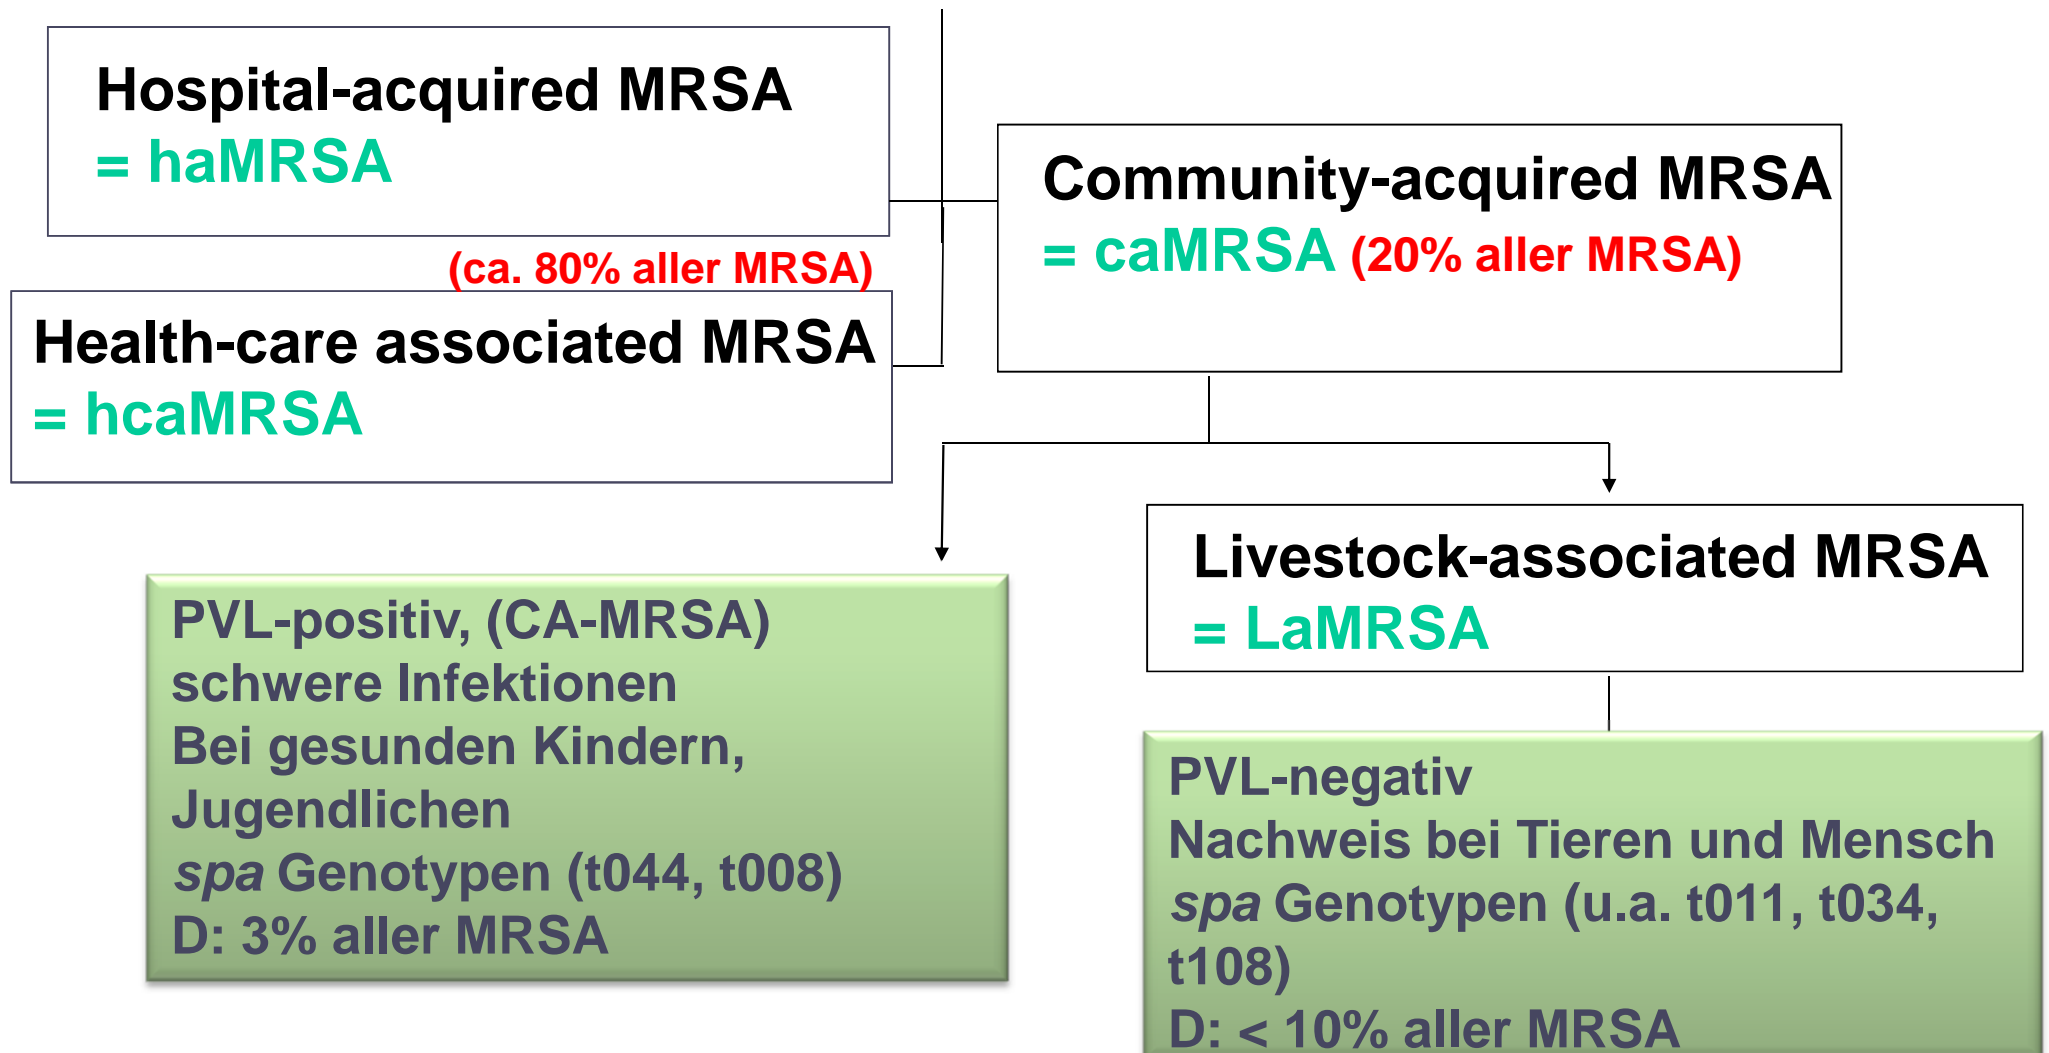 Hospital-acquired MRSA
= haMRSA
(ca. 80% aller MRSA)
Health-care associated MRSA
= hcaMRSA
Community-acquired MRSA
= caMRSA (20% aller MRSA)
PVL-positiv, (CA-MRSA)
schwere Infektionen
Bei gesunden Kindern,
Jugendlichen
spa Genotypen (t044, t008)
D: 3% aller MRSA
Livestock-associated MRSA
= LaMRSA
PVL-negativ
Nachweis bei Tieren und Mensch
spa Genotypen (u.a. t011, t034,
t108)
D: < 10% aller MRSA